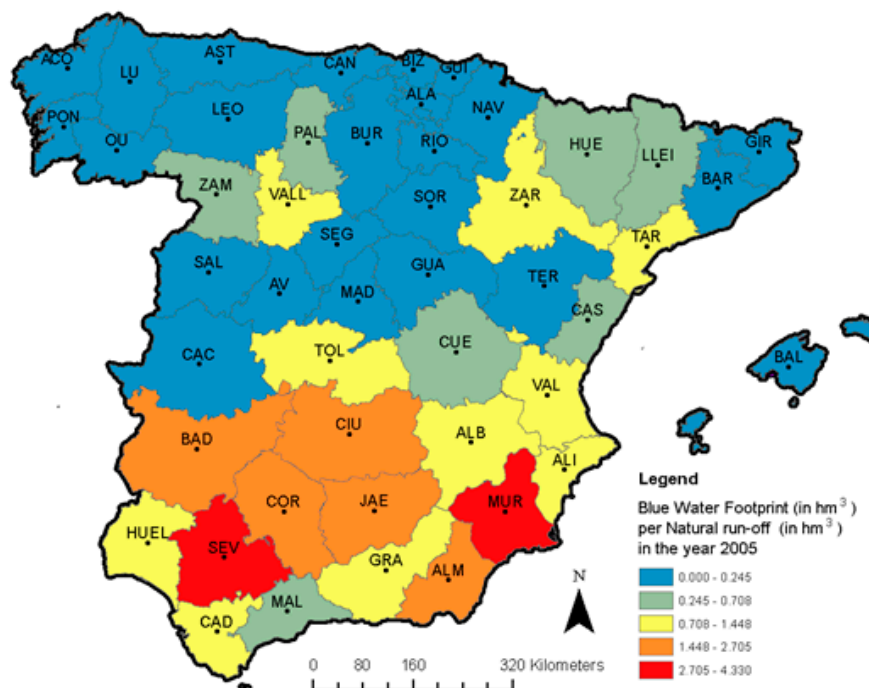 ACO
LU
AST
CAN
BIZ
GUI
PON
OU
LEO
PAL
BUR
ALA
RIO
NAV
HUE
LLEI
GIR
BAR
ZAM
VALL
SOR
ZAR
TAR
SEG
SAL
AV
MAD
GUA
TER
CAS
CAC
TOL
CUE
VAL
BAL
BAD
CIU
ALB
ALI
COR
JAE
MUR
HUEL
SEV
GRA
ALM
CAD
MAL
Legend
Blue Water Footprint (in hm³)
per Natural run-off (in hm³)
in the year 2005
0.000 - 0.245
0.245 - 0.708
0.708 - 1.448
1.448 - 2.705
2.705 - 4.330
N
0 80 160 320 Kilometers